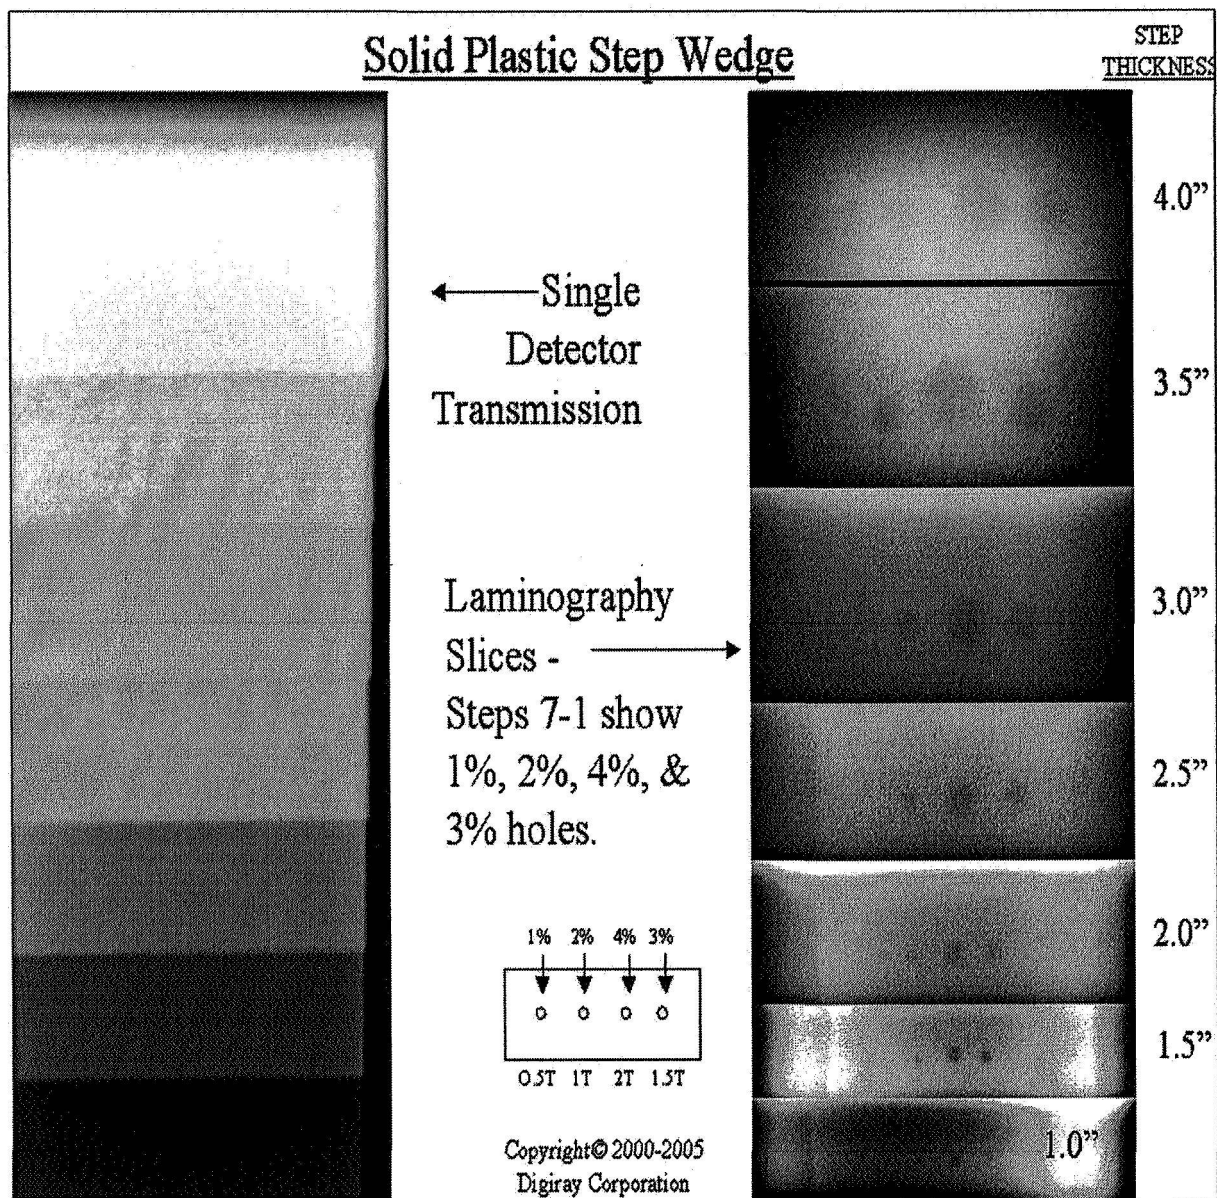 Solid Plastic Step Wedge
STEP
THICKNESS
4.0”
Single
Detector
Transmission
3.5”
Laminography
Slices -
Steps 7-1 show
1%, 2%, 4%, &
3% holes.
3.0”
2.5”
2.0”
1% 2% 4% 3%
0.5T 1T 2T 1.5T
1.5”
1.0”
Copyright© 2000-2005
Digiray Corporation